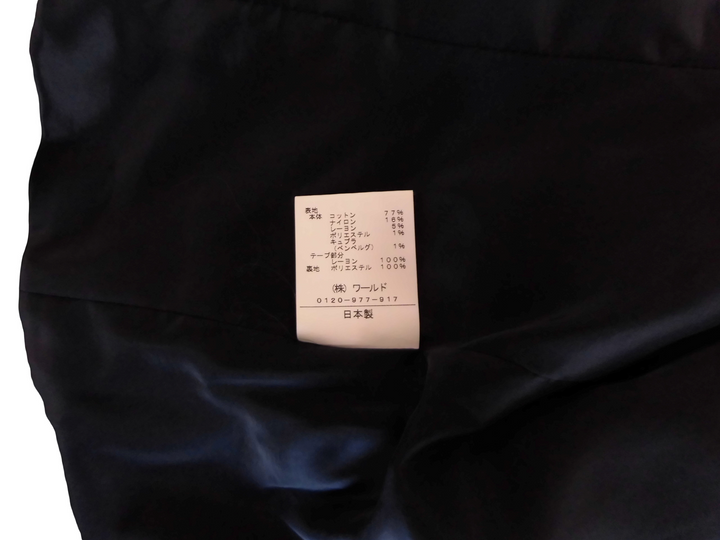 表地
本体 コットン 77%
ナイロン 16%
レーヨン 5%
ポリエステル 1%
キュプラ
(ベンベルグ) 1%
テープ部分
レーヨン 100%
裏地 ポリエステル 100%
(株) ワールド
0120-977-917
日本製